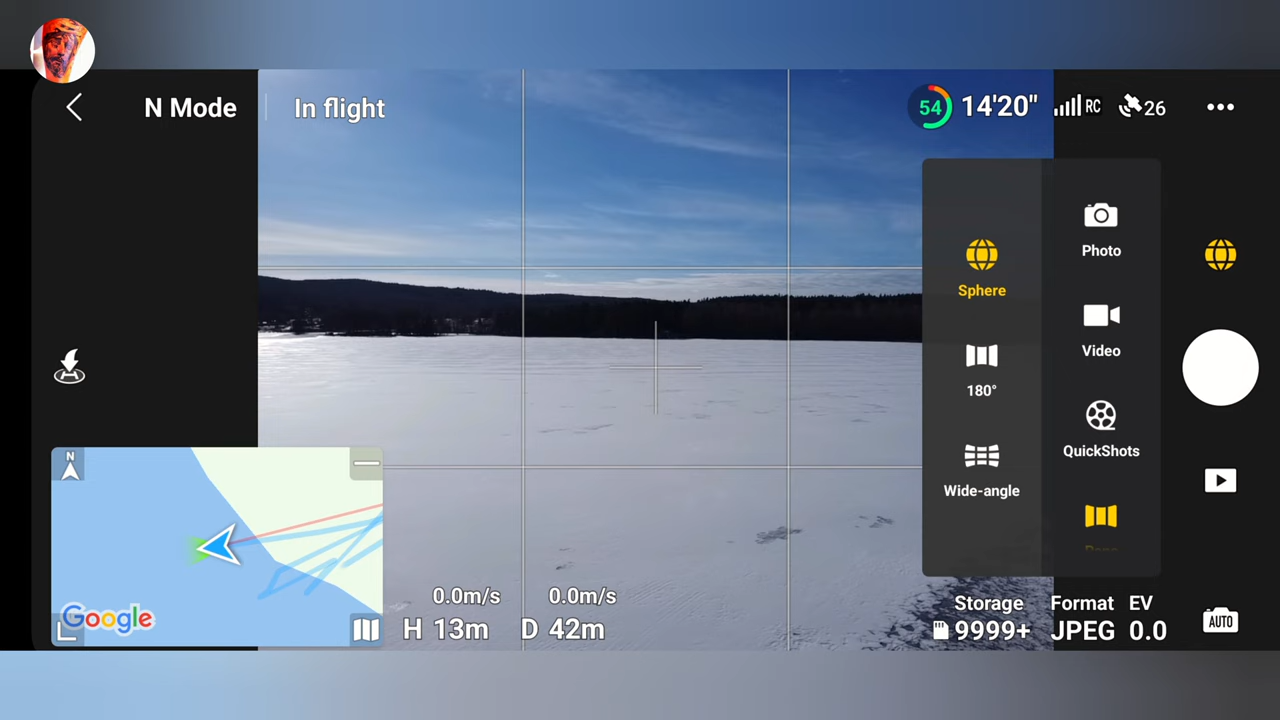 N Mode
In flight
54
14'20"
RC
26
Sphere
180°
Wide-angle
Photo
Video
QuickShots
N
Google
0.0m/s
0.0m/s
H 13m
D 42m
Storage
9999+
Format
JPEG
EV
0.0
AUTO